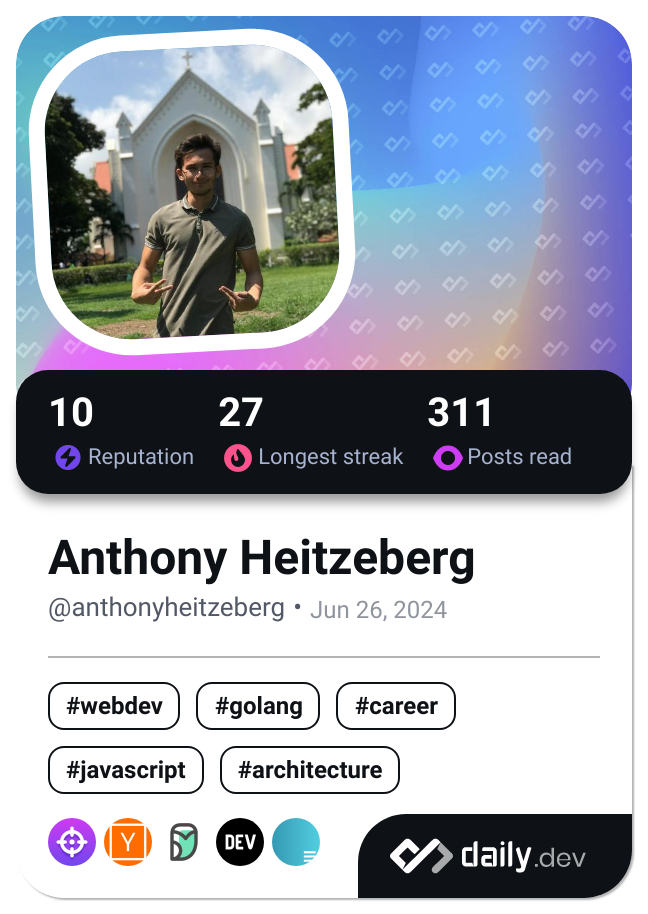 10 27 311
Reputation Longest streak Posts read
Anthony Heitzeberg
@anthonyheitzeberg • Jun 26, 2024
#webdev #golang #career
#javascript #architecture
Y DEV
daily.dev